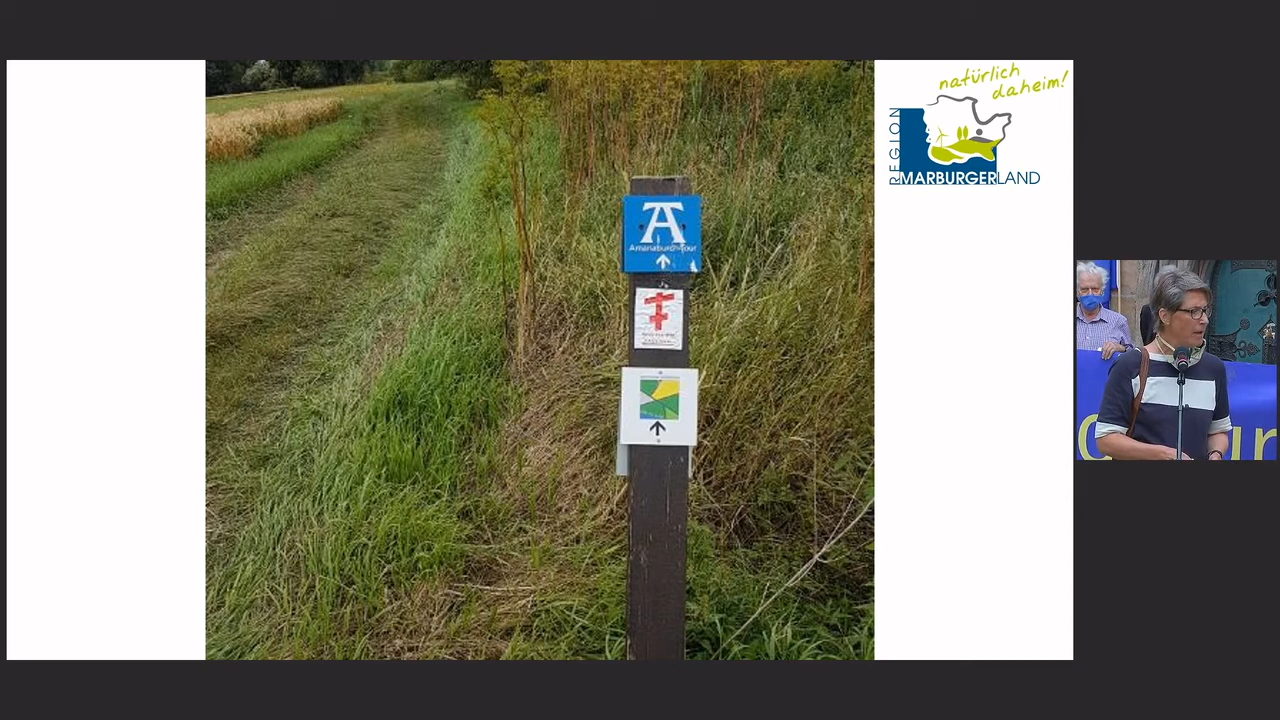 natürlich
daheim!
REGION
MARBURGERLAND
A
Amanaburch-Tour